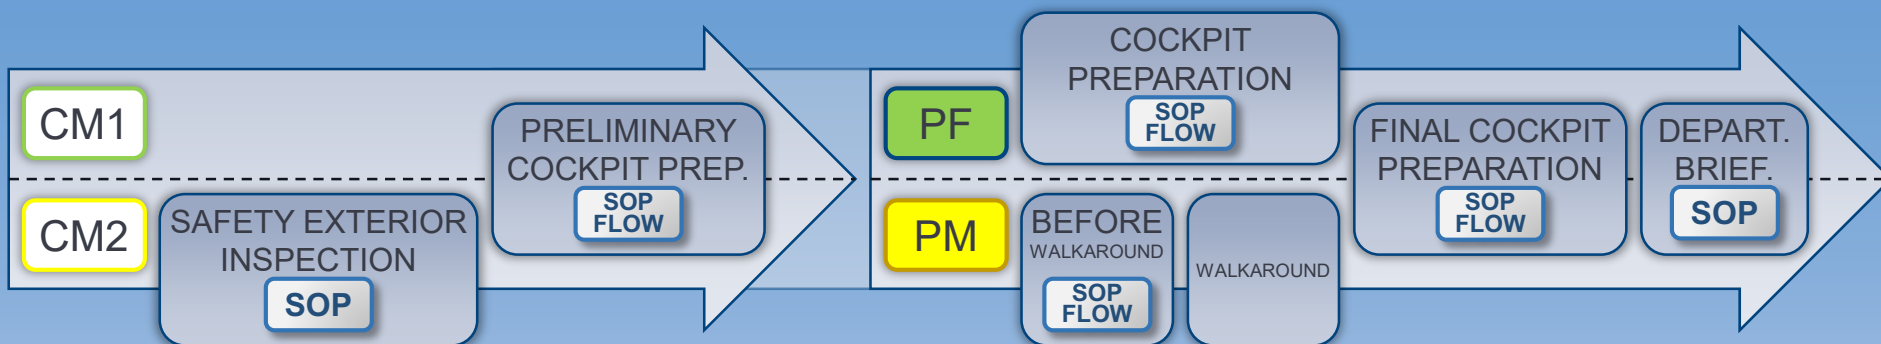 CM1
CM2
SAFETY EXTERIOR
INSPECTION
SOP
PRELIMINARY
COCKPIT PREP.
SOP
FLOW
PF
PM
COCKPIT
PREPARATION
SOP
FLOW
BEFORE
WALKAROUND
SOP
FLOW
WALKAROUND
FINAL COCKPIT
PREPARATION
SOP
FLOW
DEPART.
BRIEF.
SOP